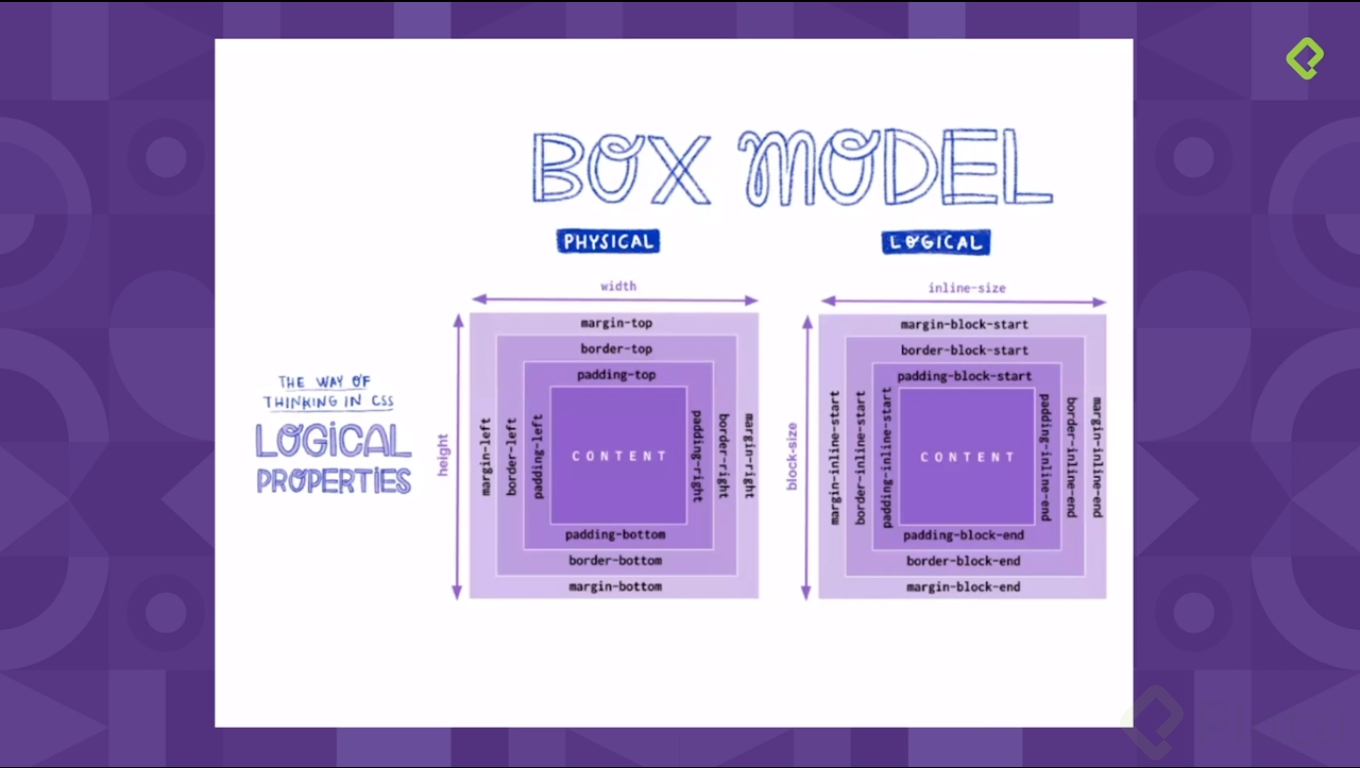 BOX MODEL
PHYSICAL
LOGICAL
THE WAY OF
THINKING IN CSS
LOGICAL
PROPERTIES
width
height
margin-top
border-top
padding-top
margin-left
border-left
padding-left
CONTENT
padding-right
border-right
margin-right
padding-bottom
border-bottom
margin-bottom
inline-size
block-size
margin-block-start
border-block-start
padding-block-start
margin-inline-start
border-inline-start
padding-inline-start
CONTENT
padding-inline-end
border-inline-end
margin-inline-end
padding-block-end
border-block-end
margin-block-end